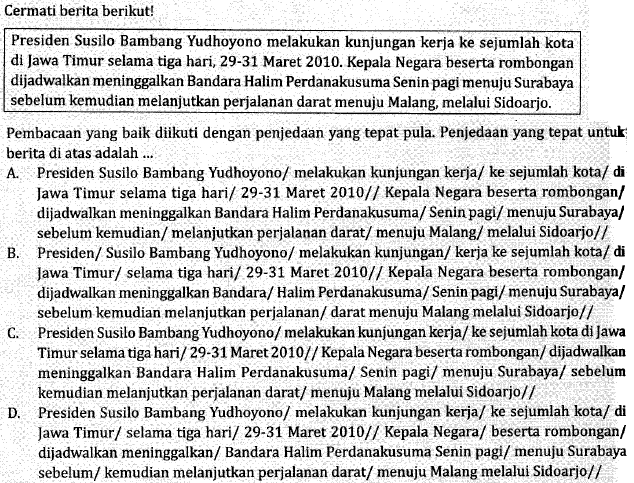 Cermati berita berikut!
Presiden Susilo Bambang Yudhoyono melakukan kunjungan kerja ke sejumlah kota
di Jawa Timur selama tiga hari, 29-31 Maret 2010. Kepala Negara beserta rombongan
dijadwalkan meninggalkan Bandara Halim Perdanakusuma Senin pagi menuju Surabaya
sebelum kemudian melanjutkan perjalanan darat menuju Malang, melalui Sidoarjo.
Pembacaan yang baik diikuti dengan penjedaan yang tepat pula. Penjedaan yang tepat untuk
berita di atas adalah ...
A. Presiden Susilo Bambang Yudhoyono/ melakukan kunjungan kerja/ ke sejumlah kota/ di
Jawa Timur selama tiga hari/ 29-31 Maret 2010// Kepala Negara beserta rombongan/
dijadwalkan meninggalkan Bandara Halim Perdanakusuma/ Senin pagi/ menuju Surabaya/
sebelum kemudian/ melanjutkan perjalanan darat/ menuju Malang/ melalui Sidoarjo//
B. Presiden/ Susilo Bambang Yudhoyono/ melakukan kunjungan/ kerja ke sejumlah kota/ di
Jawa Timur/ selama tiga hari/ 29-31 Maret 2010// Kepala Negara beserta rombongan/
dijadwalkan meninggalkan Bandara/ Halim Perdanakusuma/ Senin pagi/ menuju Surabaya/
sebelum kemudian melanjutkan perjalanan/ darat menuju Malang melalui Sidoarjo//
C. Presiden Susilo Bambang Yudhoyono/ melakukan kunjungan kerja/ ke sejumlah kota di Jawa
Timur selama tiga hari/ 29-31 Maret 2010// Kepala Negara beserta rombongan/ dijadwalkan
meninggalkan Bandara Halim Perdanakusuma/ Senin pagi/ menuju Surabaya/ sebelum
kemudian melanjutkan perjalanan darat/ menuju Malang melalui Sidoarjo//
D. Presiden Susilo Bambang Yudhoyono/ melakukan kunjungan kerja/ ke sejumlah kota/ di
Jawa Timur/ selama tiga hari/ 29-31 Maret 2010// Kepala Negara/ beserta rombongan/
dijadwalkan meninggalkan/ Bandara Halim Perdanakusuma Senin pagi/ menuju Surabaya
sebelum/ kemudian melanjutkan perjalanan darat/ menuju Malang melalui Sidoarjo//